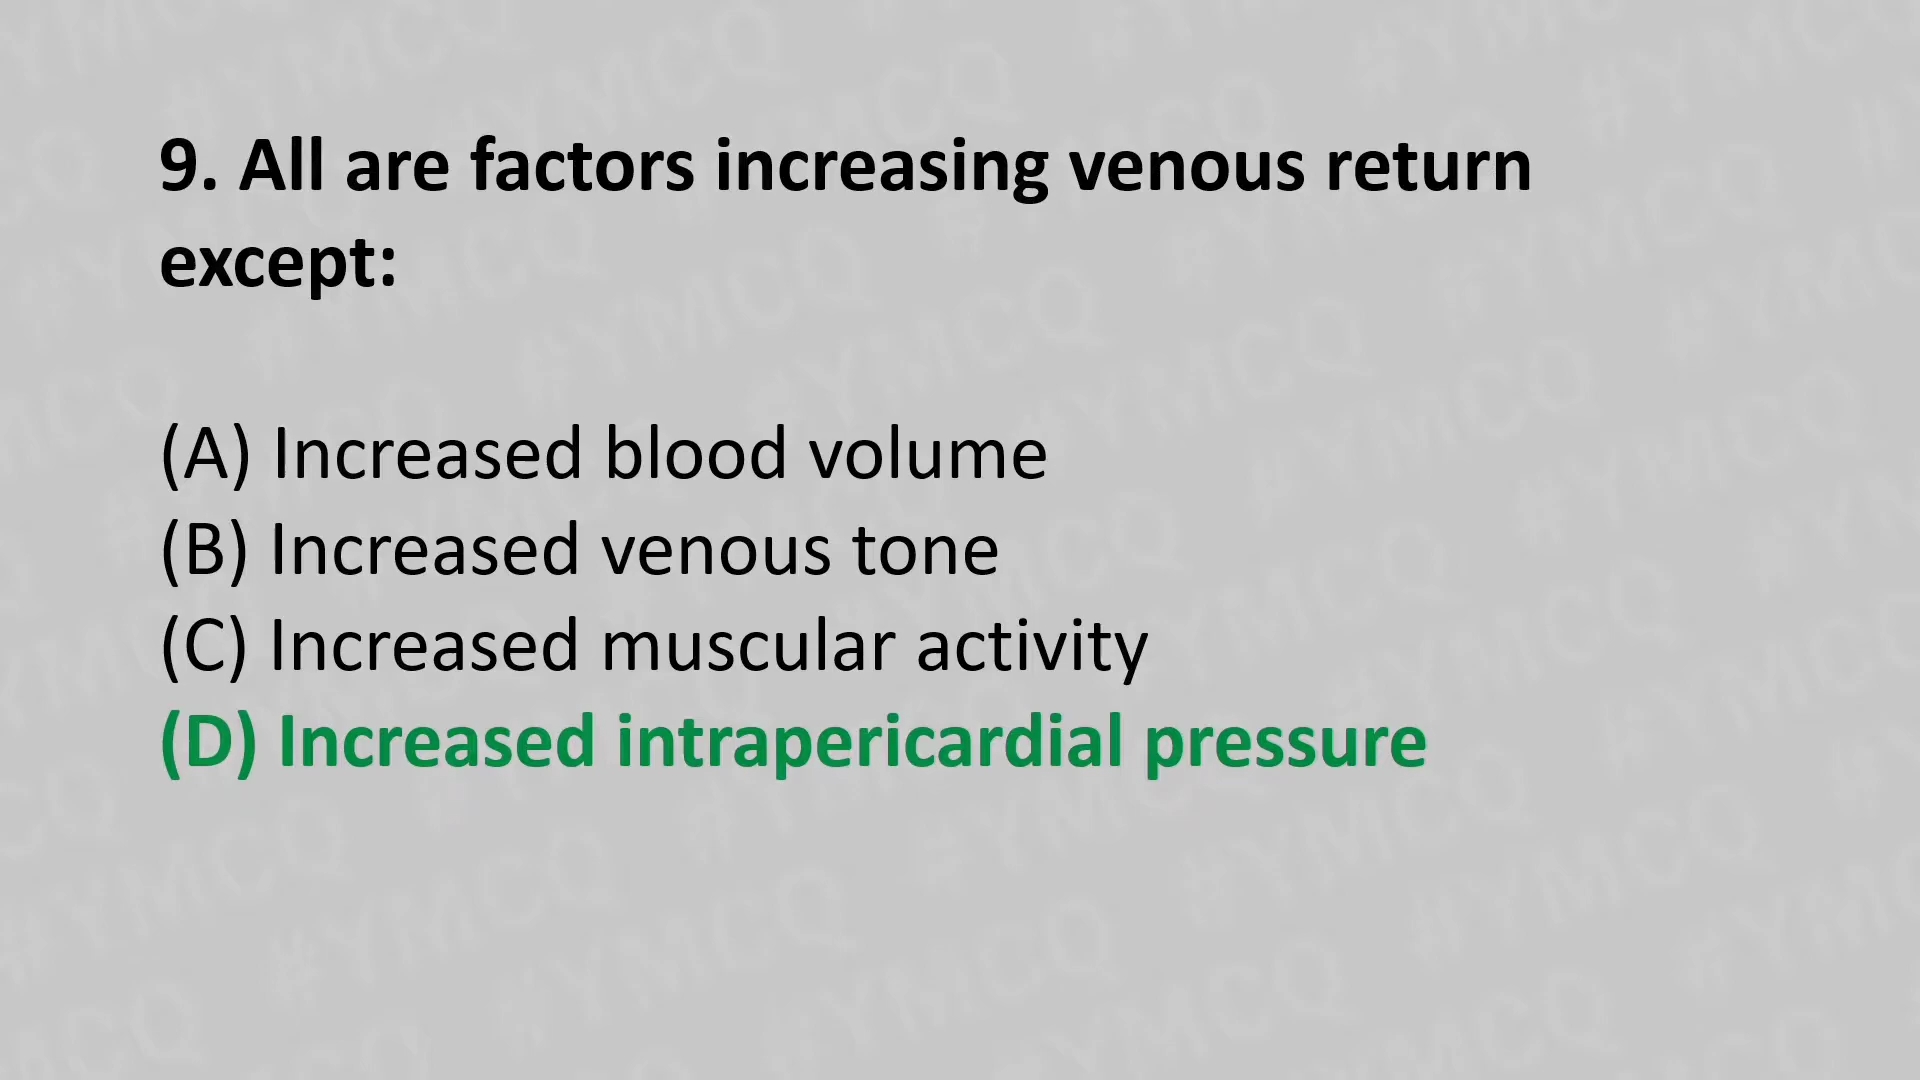 9. All are factors increasing venous return
except:
(A) Increased blood volume
(B) Increased venous tone
(C) Increased muscular activity
(D) Increased intrapericardial pressure
#YMCQ